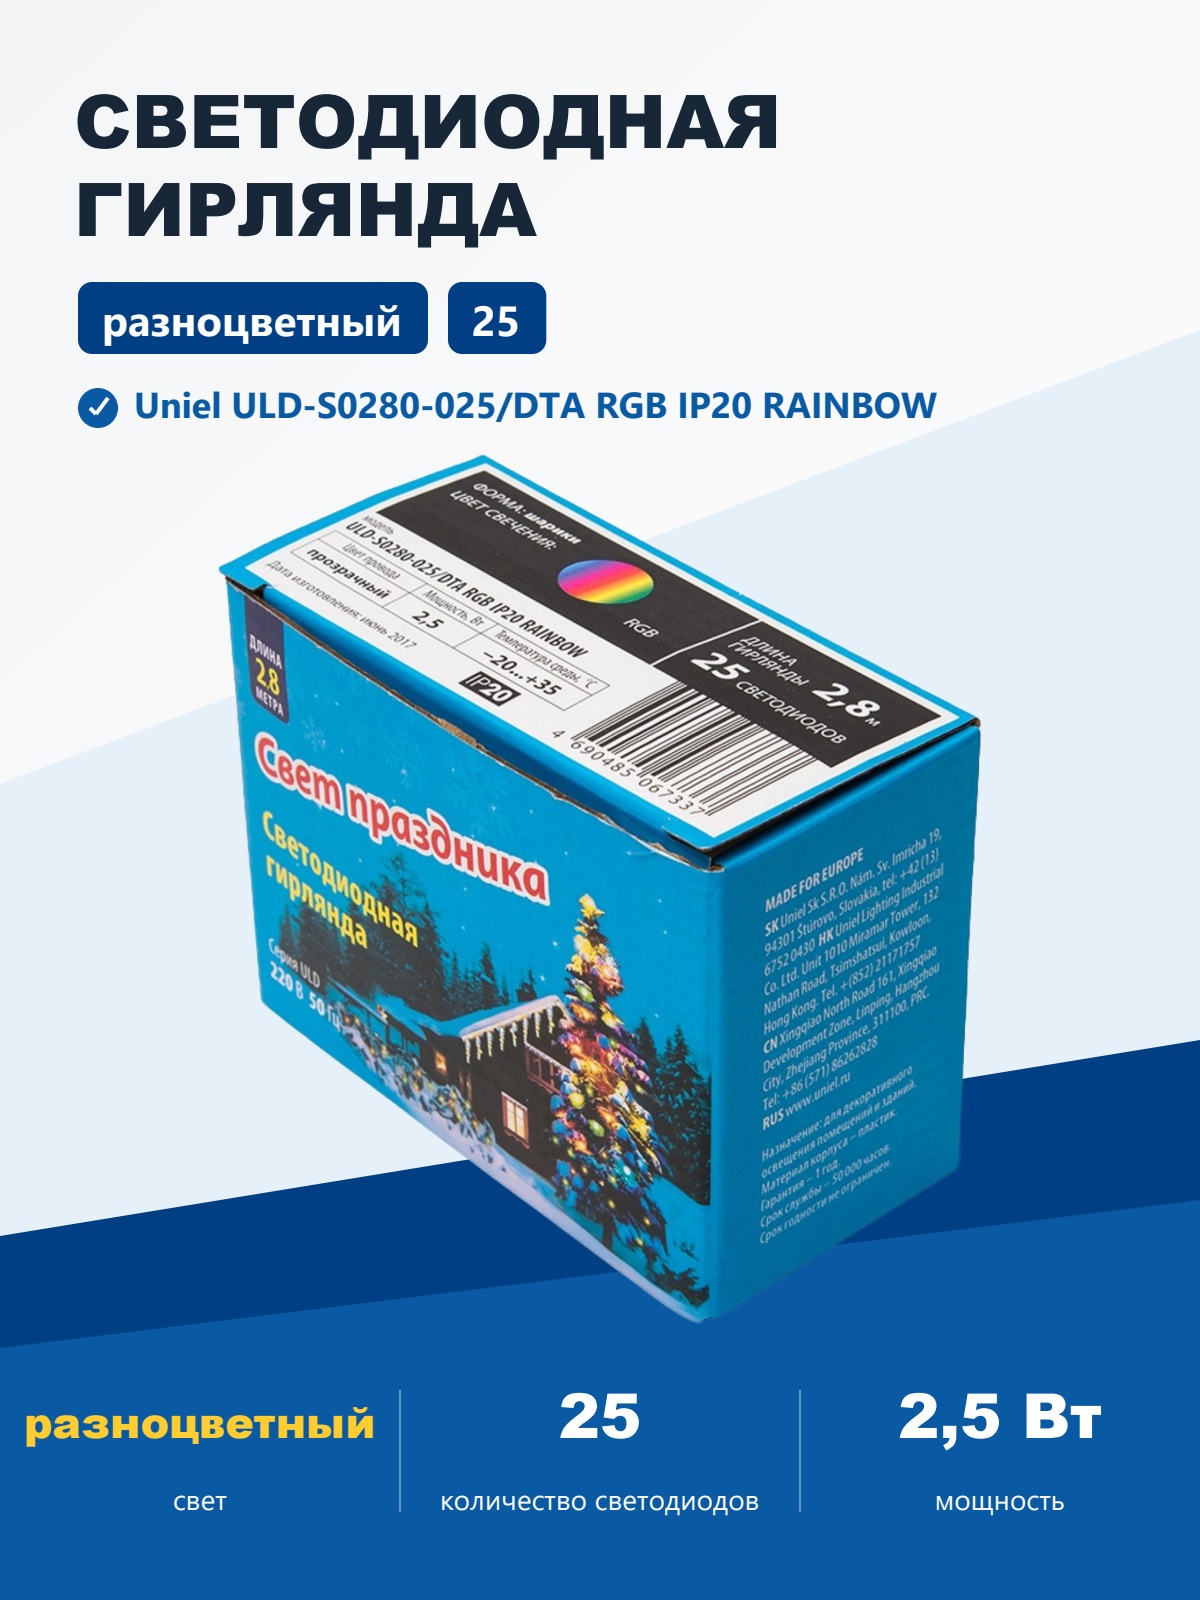 СВЕТОДИОДНАЯ
ГИРЛЯНДА
разноцветный
25
Uniel ULD-S0280-025/DTA RGB IP20 RAINBOW
ФОРМА: шарики
ЦВЕТ СВЕЧЕНИЯ:
RGB
ДЛИНА
ГИРЛЯНДЫ 2,8 м
25 СВЕТОДИОДОВ
модель
ULD-S0280-025/DTA RGB IP20 RAINBOW
Цвет провода
прозрачный
Мощность, Вт
2,5
Температура среды, °C
–20...+35
Дата изготовления: июнь 2017
IP20
4 690485 067337
ДЛИНА
2,8
МЕТРА
Свет праздника
Светодиодная
гирлянда
Серия ULD
220 В 50 Гц
MADE FOR EUROPE
SK Uniel Sk S.R.O. Nám. Sv. Imricha 19,
94301 Štúrovo, Slovakia, tel: +42 (13)
6752 0430 HK Uniel Lighting Industrial
Co. Ltd. Unit 1010 Miramar Tower, 132
Nathan Road, Tsimshatsui, Kowloon,
Hong Kong. Tel. +(852) 21171757
CN Xingqiao North Road 161, Xingqiao
Development Zone, Linping, Hangzhou
City, Zhejiang Province, 311100, PRC.
Tel: +86 (571) 86262828
RUS www.uniel.ru
Назначение: для декоративного
освещения помещений и зданий.
Материал корпуса – пластик.
Гарантия – 1 год.
Срок службы – 50 000 часов.
Срок годности не ограничен.
разноцветный
свет
25
количество светодиодов
2,5 Вт
мощность